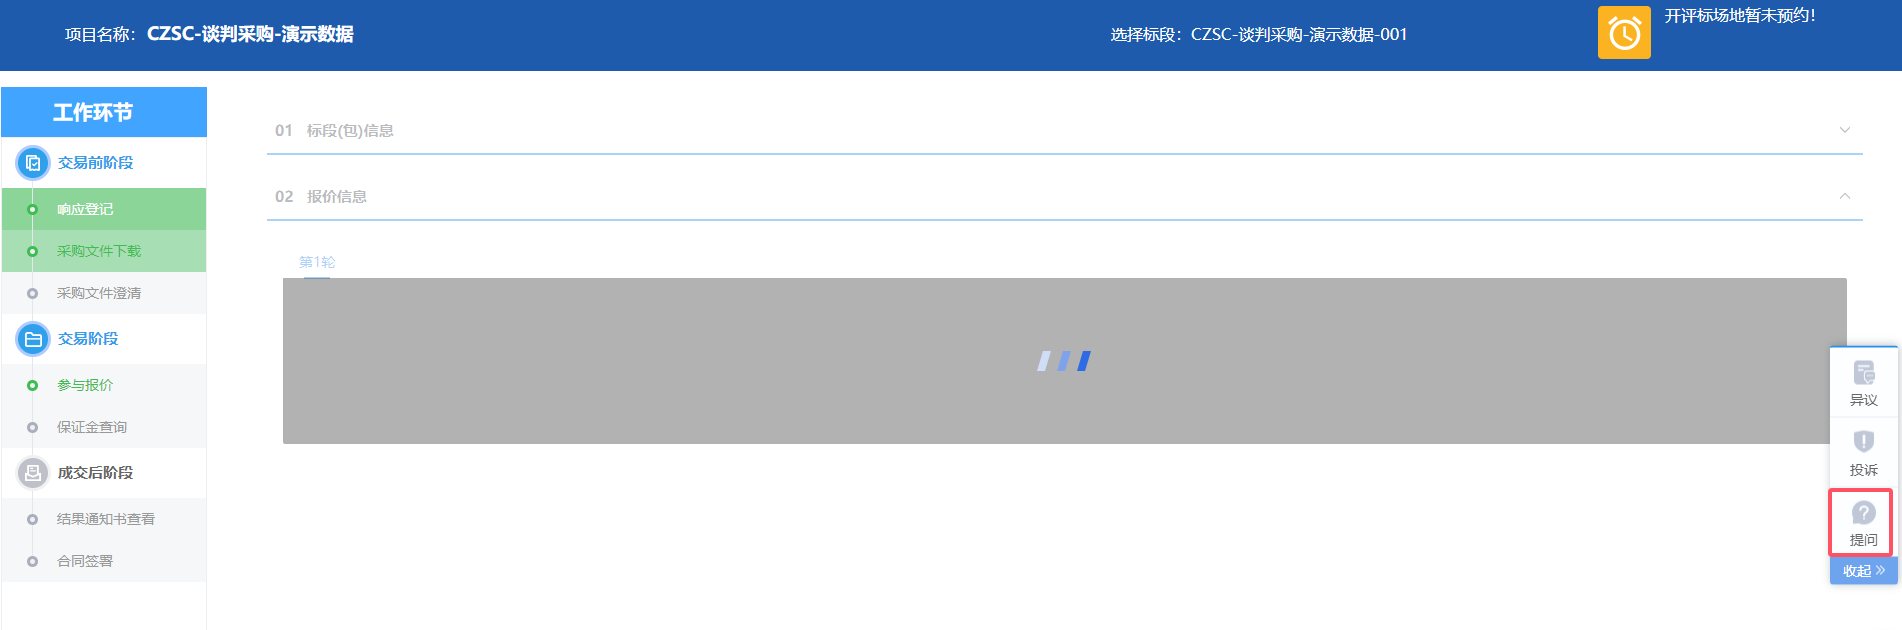 项目名称：CZSC-谈判采购-演示数据
选择标段：CZSC-谈判采购-演示数据-001
开评标场地暂未预约！
工作环节
交易前阶段
响应登记
采购文件下载
采购文件澄清
交易阶段
参与报价
保证金查询
成交后阶段
结果通知书查看
合同签署
01 标段(包)信息
02 报价信息
第1轮
异议
投诉
提问
收起